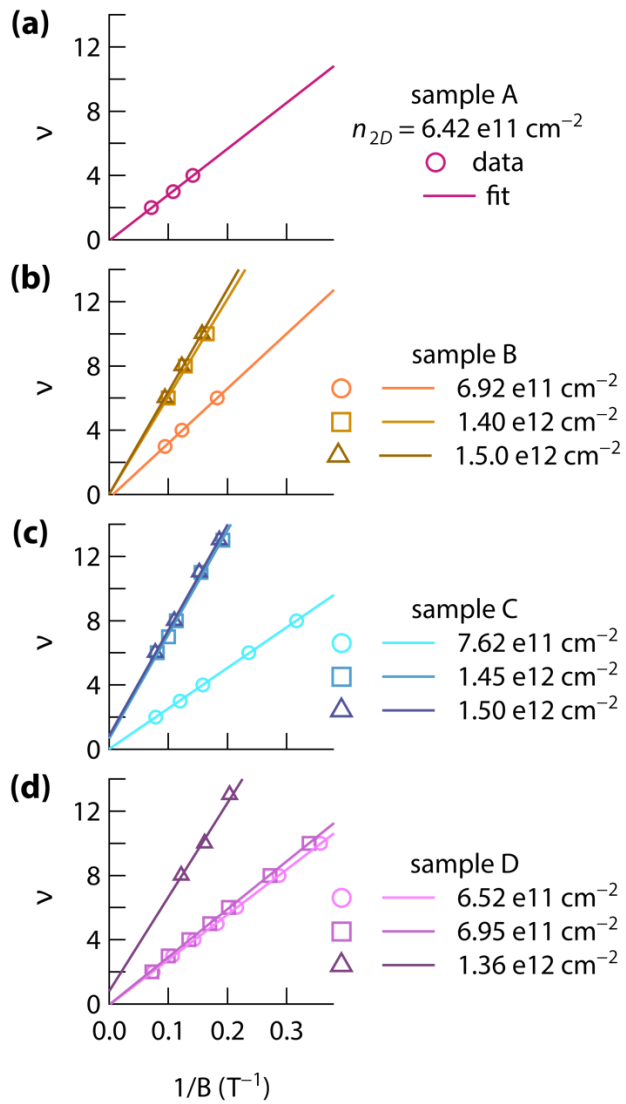 (a)
12
8
4
0
ν
sample A
n2D = 6.42 e11 cm−2
data
fit
(b)
12
8
4
0
ν
sample B
6.92 e11 cm−2
1.40 e12 cm−2
1.5.0 e12 cm−2
(c)
12
8
4
0
ν
sample C
7.62 e11 cm−2
1.45 e12 cm−2
1.50 e12 cm−2
(d)
12
8
4
0
ν
sample D
6.52 e11 cm−2
6.95 e11 cm−2
1.36 e12 cm−2
0.0 0.1 0.2 0.3
1/B (T−1)